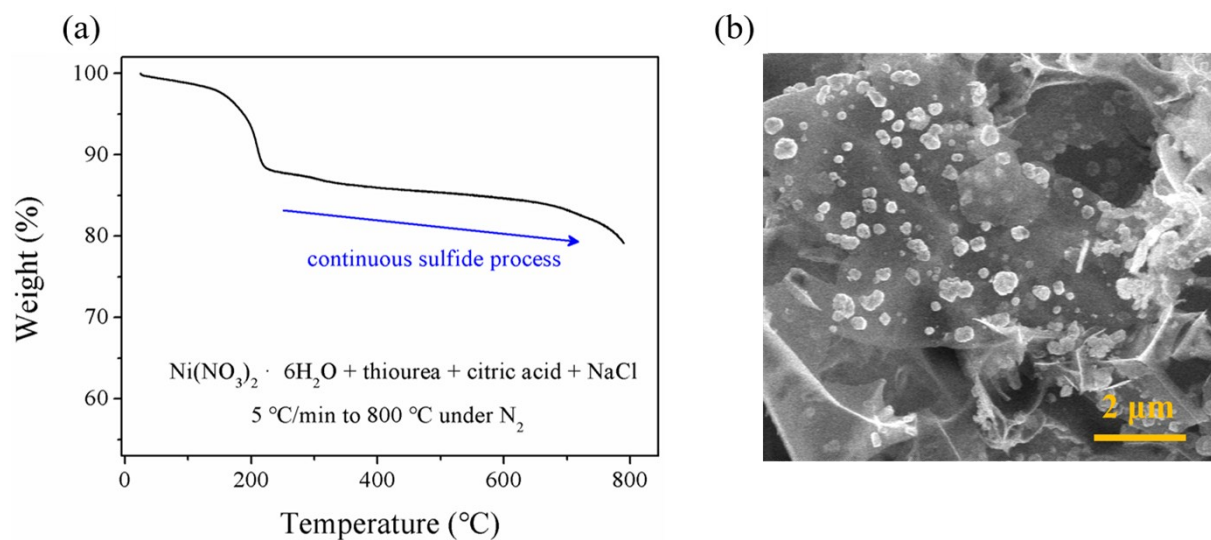 (a)
(b)
100
90
80
70
60
Weight (%)
continuous sulfide process
Ni(NO₃)₂ · 6H₂O + thiourea + citric acid + NaCl
5 ℃/min to 800 ℃ under N₂
0 200 400 600 800
Temperature (℃)
2 μm